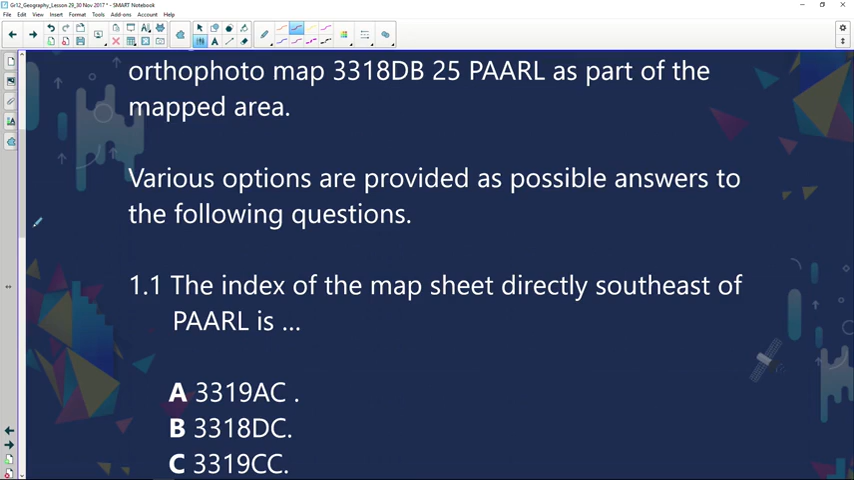 Gr12_Geography_Lesson 29_30 Nov 2017 * - SMART Notebook
File Edit View Insert Format Tools Add-ons Account Help
orthophoto map 3318DB 25 PAARL as part of the
mapped area.
Various options are provided as possible answers to
the following questions.
1.1 The index of the map sheet directly southeast of
PAARL is ...
A 3319AC .
B 3318DC.
C 3319CC.